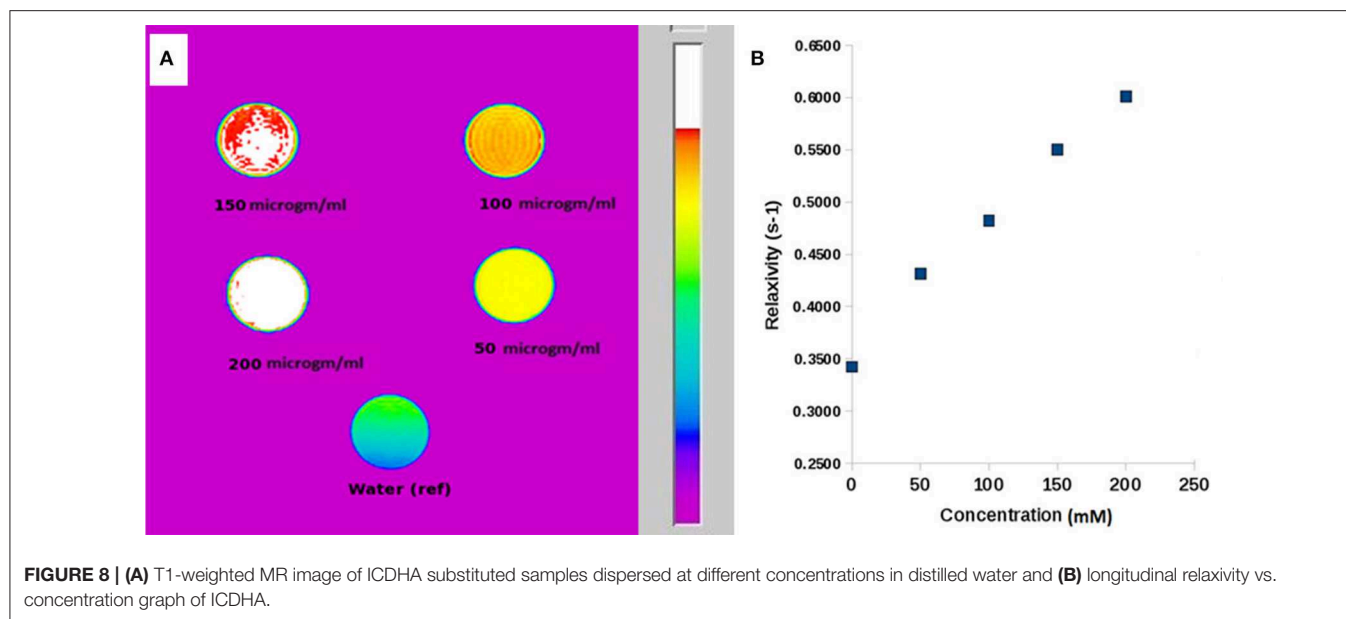 A
150 microgm/ml
100 microgm/ml
200 microgm/ml
50 microgm/ml
Water (ref)
B
0.6500
0.6000
0.5500
0.5000
0.4500
0.4000
0.3500
0.3000
0.2500
Relaxivity (s-1)
0 50 100 150 200 250
Concentration (mM)
FIGURE 8 | (A) T1-weighted MR image of ICDHA substituted samples dispersed at different concentrations in distilled water and (B) longitudinal relaxivity vs.
concentration graph of ICDHA.